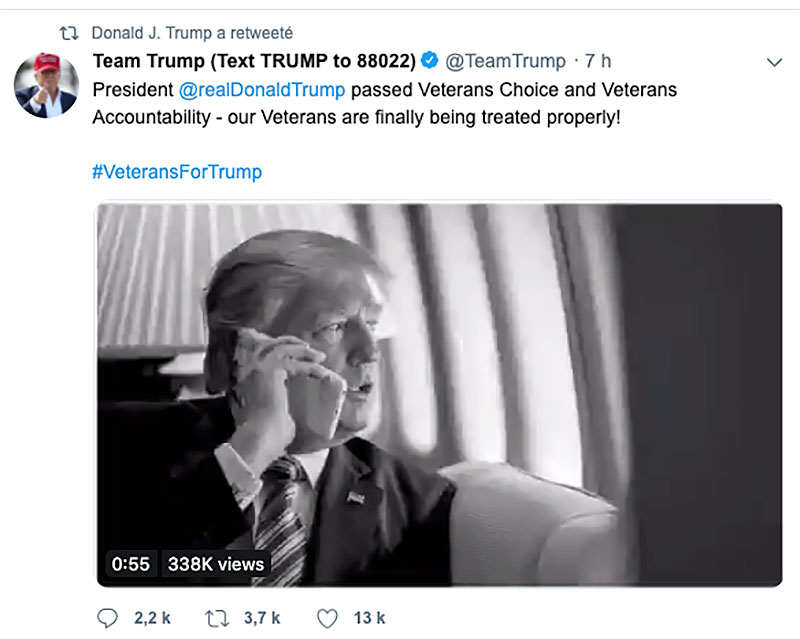 Donald J. Trump a retweeté
Team Trump (Text TRUMP to 88022) @TeamTrump · 7 h
President @realDonaldTrump passed Veterans Choice and Veterans
Accountability - our Veterans are finally being treated properly!
#VeteransForTrump
0:55 338K views
2,2 k 3,7 k 13 k